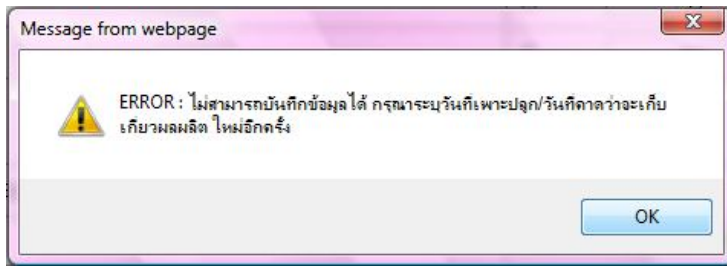 Message from webpage
ERROR : ไม่สามารถบันทึกข้อมูลได้ กรุณาระบุวันที่เพาะปลูก/วันที่คาดว่าจะเก็บ
เกี่ยวผลผลิต ใหม่อีกครั้ง
OK